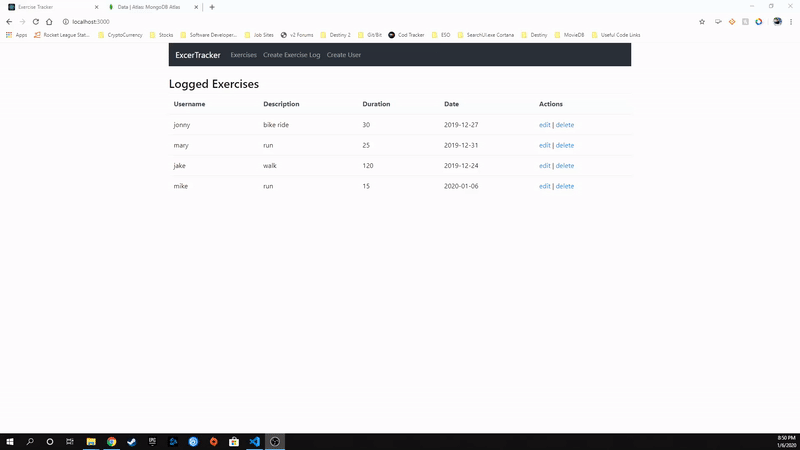 Exercise Tracker
Data | Atlas: MongoDB Atlas
localhost:3000
Apps Rocket League Stat... CryptoCurrency Stocks Software Developer... Job Sites v2 Forums Destiny 2 Git/Bit Cod Tracker ESO SearchUI.exe Cortana Destiny MovieDB Useful Code Links
ExcerTracker Exercises Create Exercise Log Create User
Logged Exercises
Username Description Duration Date Actions
jonny bike ride 30 2019-12-27 edit | delete
mary run 25 2019-12-31 edit | delete
jake walk 120 2019-12-24 edit | delete
mike run 15 2020-01-06 edit | delete
8:50 PM
1/6/2020